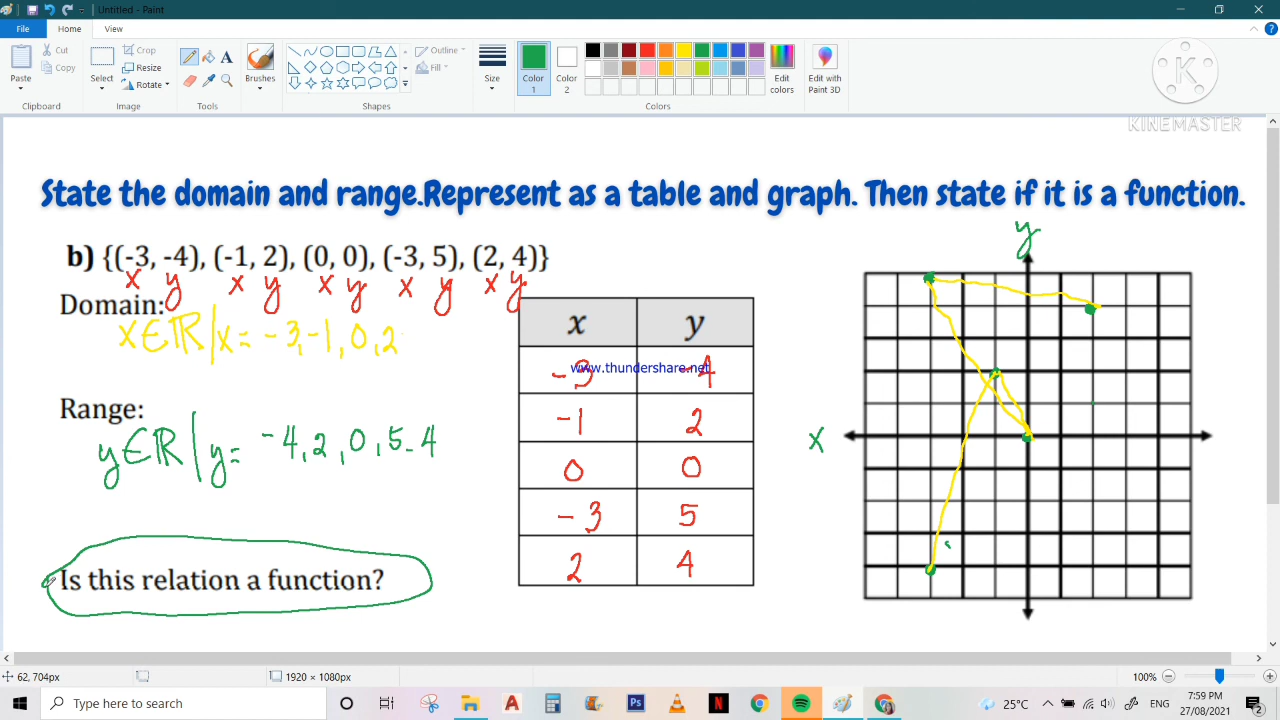 Untitled - Paint
File Home View
Paste Cut Copy Clipboard
Select Crop Resize Rotate Image
Tools
Brushes
Shapes Outline Fill
Size
Color 1 Color 2 Colors Edit colors
Edit with Paint 3D
K
KINEMASTER
State the domain and range.Represent as a table and graph. Then state if it is a function.
b) {(-3, -4), (-1, 2), (0, 0), (-3, 5), (2, 4)}
x y x y x y x y x y
Domain:
x∈ℝ | x = -3, -1, 0, 2
Range:
y∈ℝ | y = -4, 2, 0, 5 - 4
Is this relation a function?
x y
-3 -4
www.thundershare.net
-1 2
0 0
-3 5
2 4
y
X
62, 704px
1920 × 1080px
100%
Type here to search
25°C
ENG
7:59 PM
27/08/2021
2